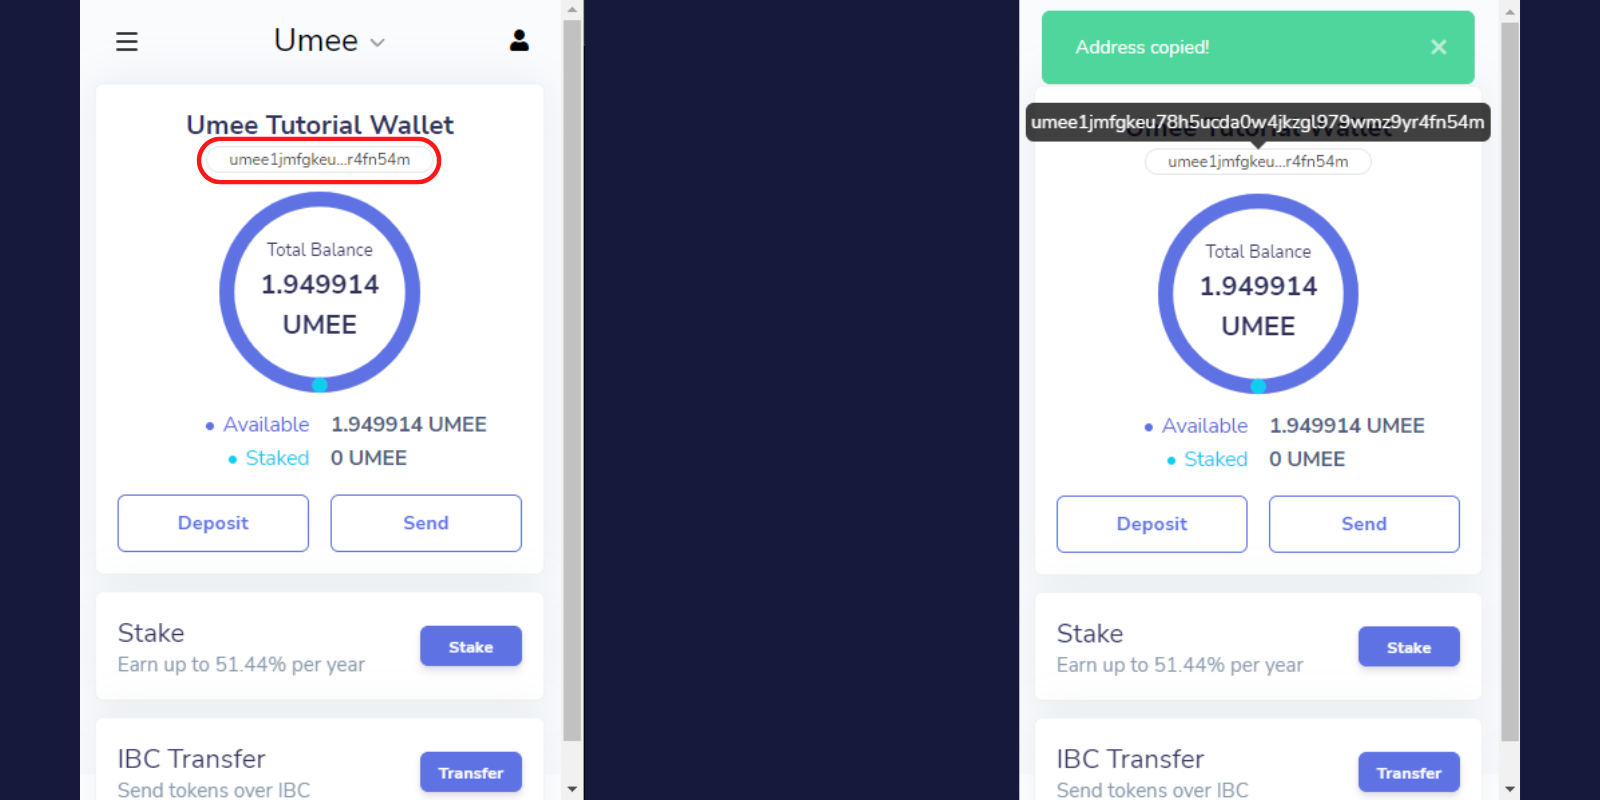 Umee
Umee Tutorial Wallet
umee1jmfgkeu...r4fn54m
Total Balance
1.949914
UMEE
Available 1.949914 UMEE
Staked 0 UMEE
Deposit Send
Stake
Earn up to 51.44% per year
Stake
IBC Transfer
Send tokens over IBC
Transfer
Address copied!
umee1jmfgkeu78h5ucda0w4jkzgl979wmz9yr4fn54m
Umee Tutorial Wallet
umee1jmfgkeu...r4fn54m
Total Balance
1.949914
UMEE
Available 1.949914 UMEE
Staked 0 UMEE
Deposit Send
Stake
Earn up to 51.44% per year
Stake
IBC Transfer
Send tokens over IBC
Transfer